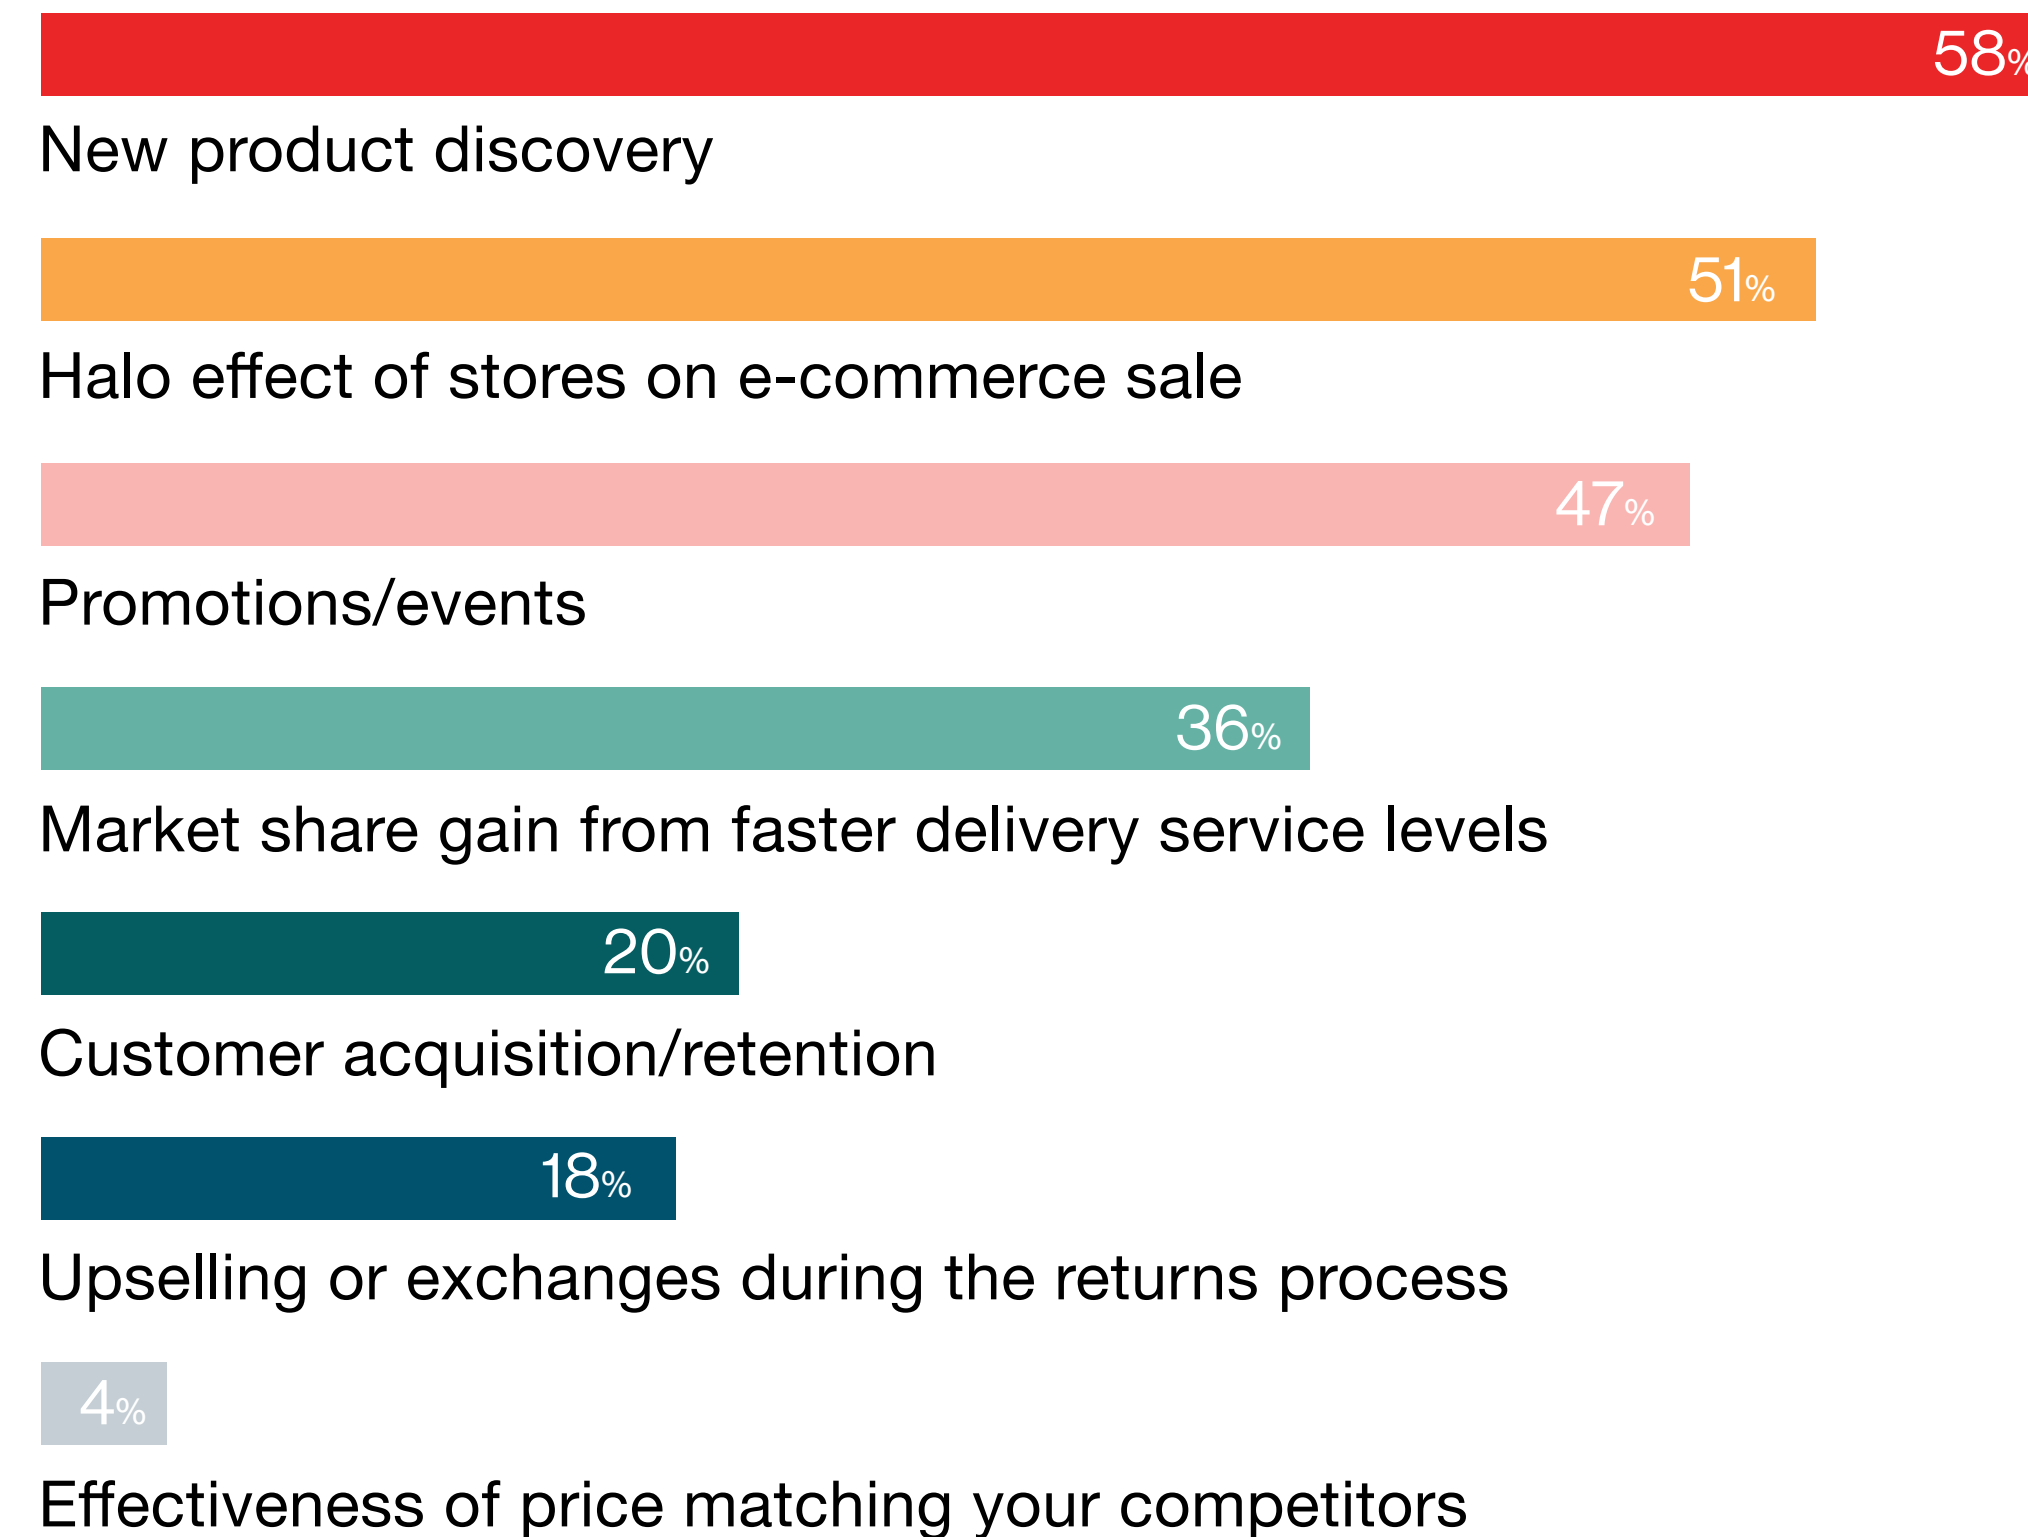 58%
New product discovery
51%
Halo effect of stores on e-commerce sale
47%
Promotions/events
36%
Market share gain from faster delivery service levels
20%
Customer acquisition/retention
18%
Upselling or exchanges during the returns process
4%
Effectiveness of price matching your competitors